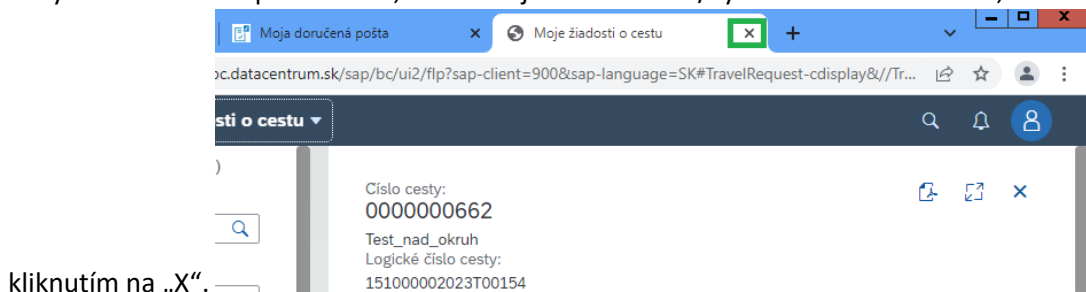 Moja doručená pošta
Moje žiadosti o cestu
oc.datacentrum.sk/sap/bc/ui2/flp?sap-client=900&sap-language=SK#TravelRequest-cdisplay&//Tr...
sti o cestu
)
Číslo cesty:
0000000662
Test_nad_okruh
Logické číslo cesty:
151000002023T00154
kliknutím na „X“.